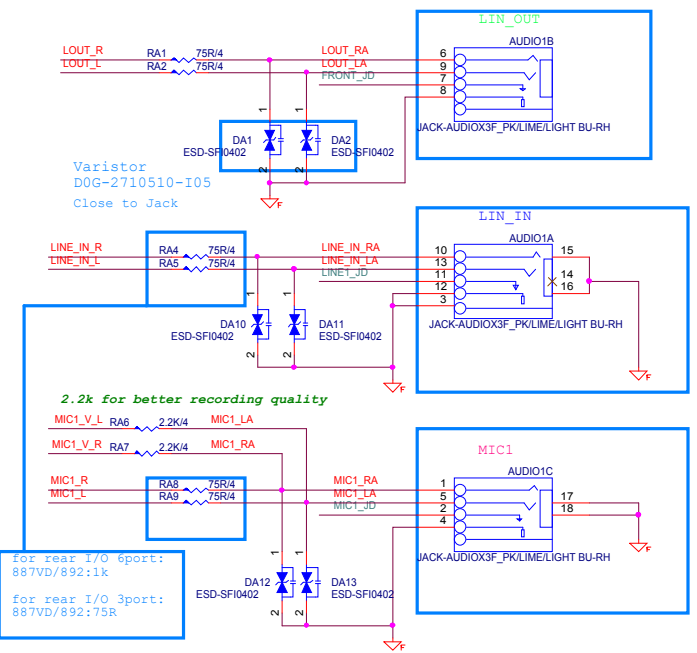 LIN_OUT
AUDIO1B
LOUT_R RA1 75R/4 LOUT_RA 6
LOUT_L RA2 75R/4 LOUT_LA 9
FRONT_JD 7
8
1 1
JACK-AUDIOX3F_PK/LIME/LIGHT BU-RH
DA1 DA2
ESD-SFI0402 ESD-SFI0402
2 2
Varistor
D0G-2710510-I05
Close to Jack
F
LIN_IN
AUDIO1A
LINE_IN_R RA4 75R/4 LINE_IN_RA 10 15
LINE_IN_L RA5 75R/4 LINE_IN_LA 13
LINE1_JD 11 14
12 16
3
1 1
DA10 DA11
ESD-SFI0402 ESD-SFI0402
JACK-AUDIOX3F_PK/LIME/LIGHT BU-RH
2 2
F
F
2.2k for better recording quality
MIC1_V_L RA6 2.2K/4 MIC1_LA
MIC1_V_R RA7 2.2K/4 MIC1_RA
MIC1
AUDIO1C
MIC1_R RA8 75R/4 MIC1_RA 1
MIC1_L RA9 75R/4 MIC1_LA 5 17
MIC1_JD 2 18
4
F
1 1
JACK-AUDIOX3F_PK/LIME/LIGHT BU-RH
DA12 DA13
ESD-SFI0402 ESD-SFI0402
2 2
F
for rear I/O 6port:
887VD/892:1k
for rear I/O 3port:
887VD/892:75R